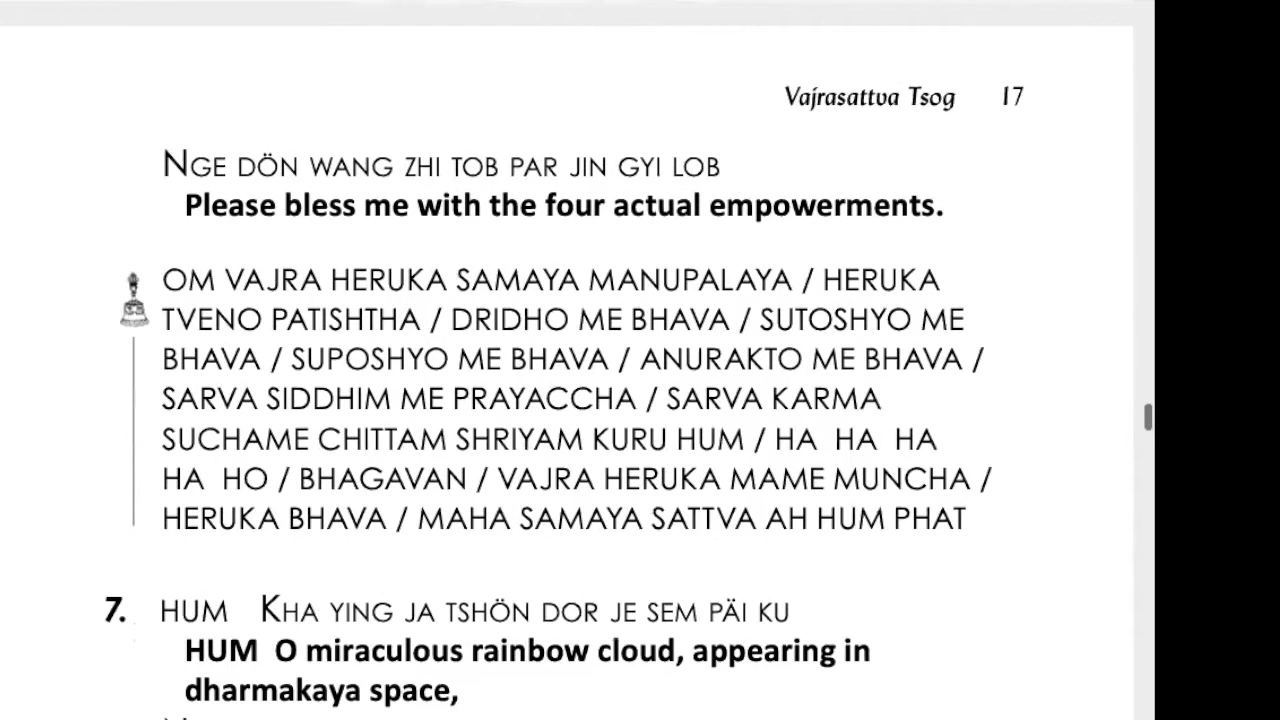 Vajrasattva Tsog 17
NGE DÖN WANG ZHI TOB PAR JIN GYI LOB
Please bless me with the four actual empowerments.
OM VAJRA HERUKA SAMAYA MANUPALAYA / HERUKA
TVENO PATISHTHA / DRIDHO ME BHAVA / SUTOSHYO ME
BHAVA / SUPOSHYO ME BHAVA / ANURAKTO ME BHAVA /
SARVA SIDDHIM ME PRAYACCHA / SARVA KARMA
SUCHAME CHITTAM SHRIYAM KURU HUM / HA HA HA
HA HO / BHAGAVAN / VAJRA HERUKA MAME MUNCHA /
HERUKA BHAVA / MAHA SAMAYA SATTVA AH HUM PHAT
7. HUM KHA YING JA TSHÖN DOR JE SEM PÄI KU
HUM O miraculous rainbow cloud, appearing in
dharmakaya space,